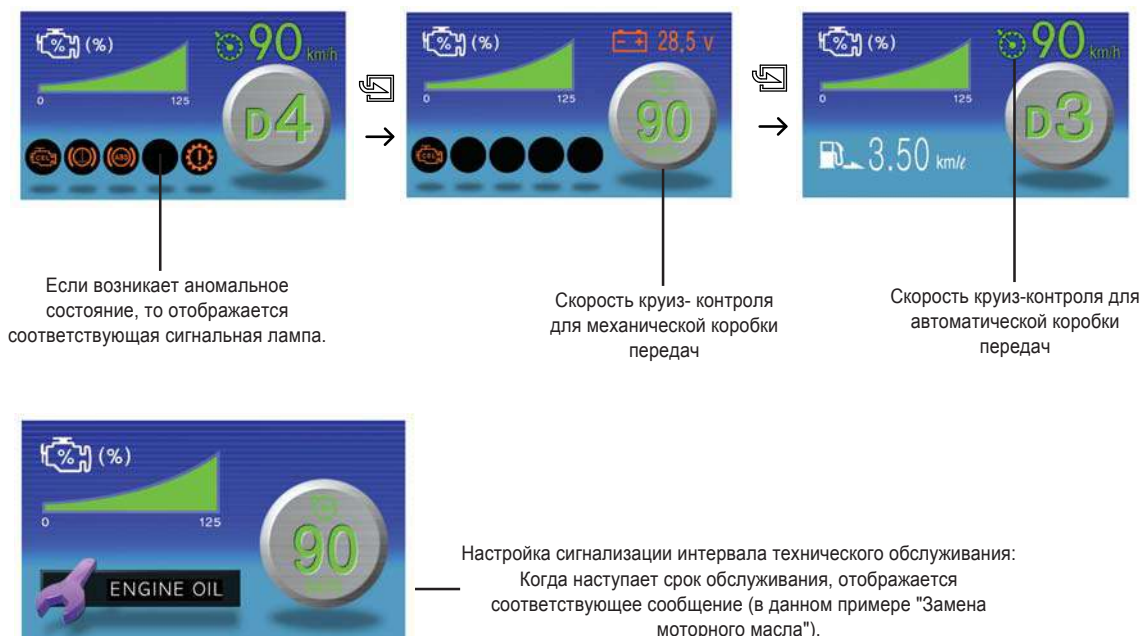 (%)
90 km/h
0 125
D4
CEL ABS
Если возникает аномальное
состояние, то отображается
соответствующая сигнальная лампа.
(%)
28,5 v
0 125
90
CEL
Скорость круиз- контроля
для механической коробки
передач
(%)
90 km/h
0 125
D3
3.50 km/ℓ
Скорость круиз-контроля для
автоматической коробки
передач
(%)
0 125
90
ENGINE OIL
Настройка сигнализации интервала технического обслуживания:
Когда наступает срок обслуживания, отображается
соответствующее сообщение (в данном примере "Замена
моторного масла").